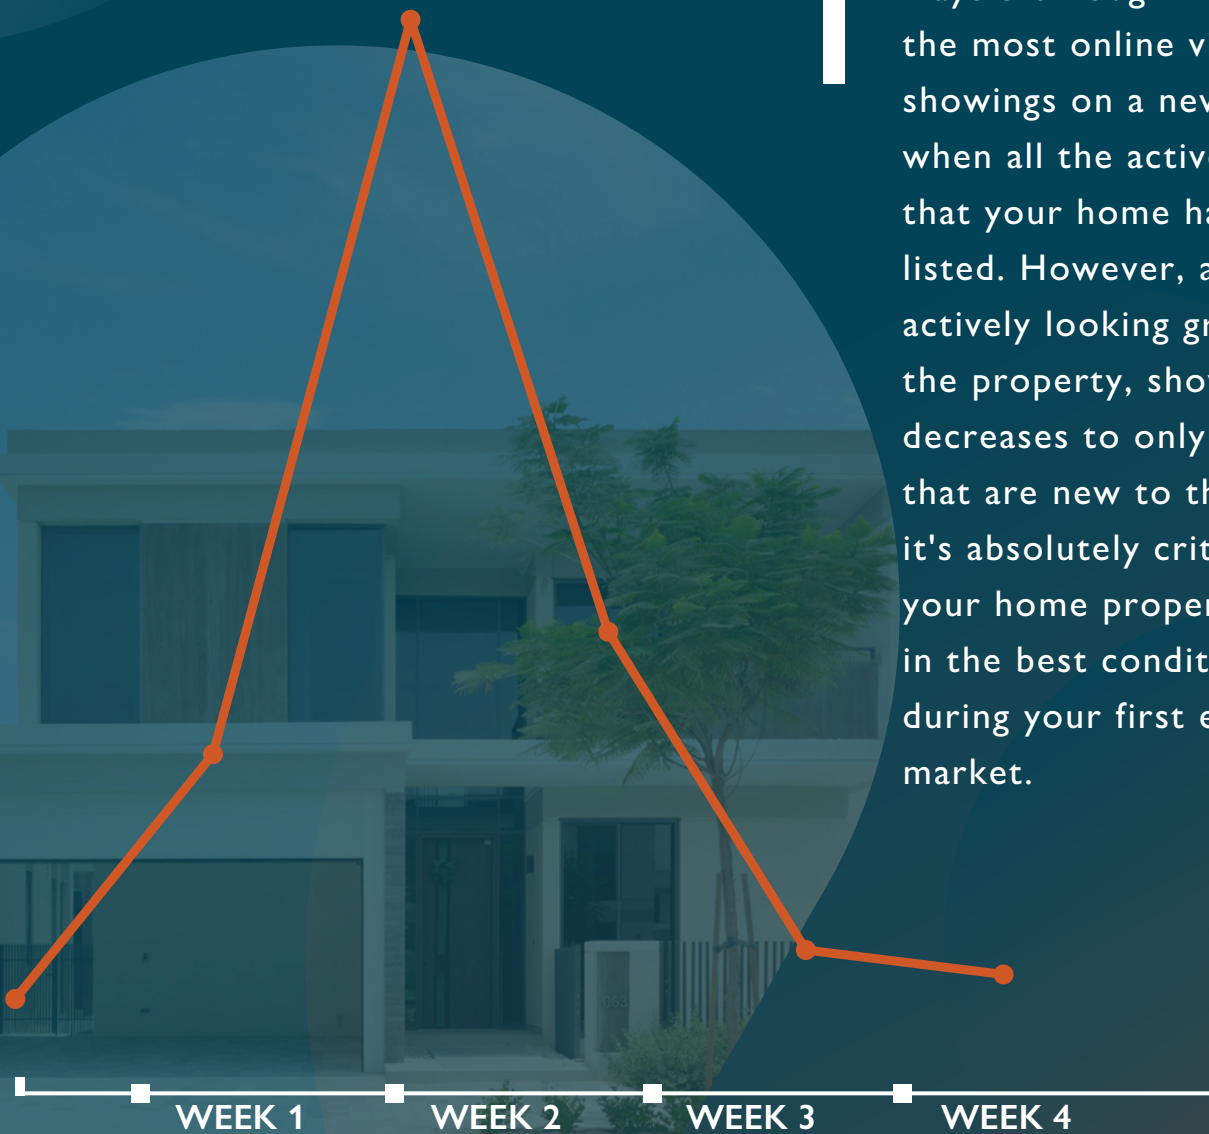 the most online
showings on a
when all the
that your home
listed. However,
actively looking
the property,
decreases to only
that are new to
it's absolutely
your home
in the best
during your first
market.
063
WEEK 1 WEEK 2 WEEK 3 WEEK 4